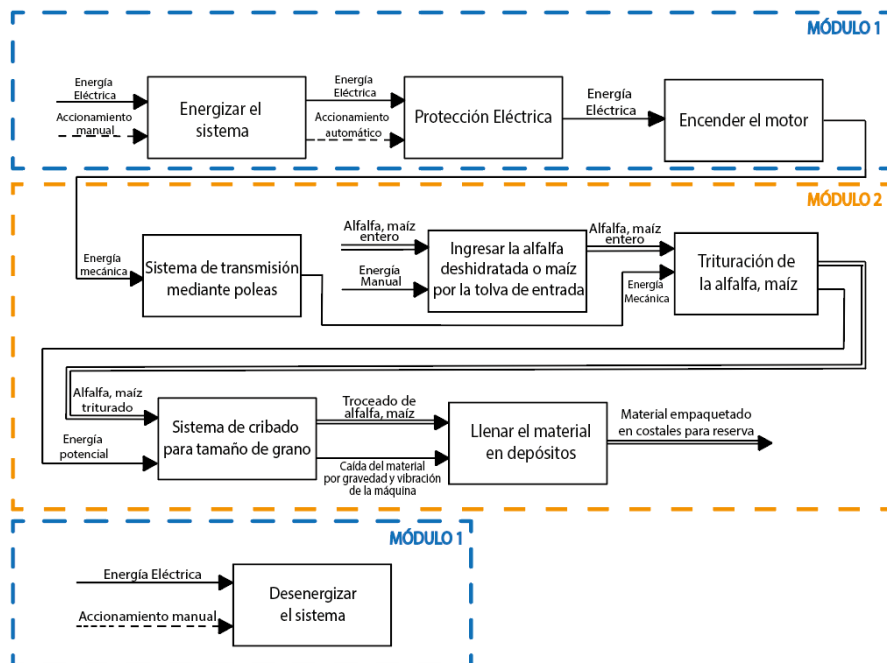 MÓDULO 1
Energía
Eléctrica
Accionamiento
manual
Energizar el
sistema
Energía
Eléctrica
Accionamiento
automático
Protección Eléctrica
Energía
Eléctrica
Encender el motor
MÓDULO 2
Energía
mecánica
Sistema de transmisión
mediante poleas
Alfalfa, maíz
entero
Energía
Manual
Ingresar la alfalfa
deshidratada o maíz
por la tolva de entrada
Alfalfa, maíz
entero
Energía
Mecánica
Trituración de
la alfalfa, maíz
Alfalfa, maíz
triturado
Energía
potencial
Sistema de cribado
para tamaño de grano
Troceado de
alfalfa, maíz
Caída del material
por gravedad y vibración
de la máquina
Llenar el material
en depósitos
Material empaquetado
en costales para reserva
MÓDULO 1
Energía Eléctrica
Accionamiento manual
Desenergizar
el sistema